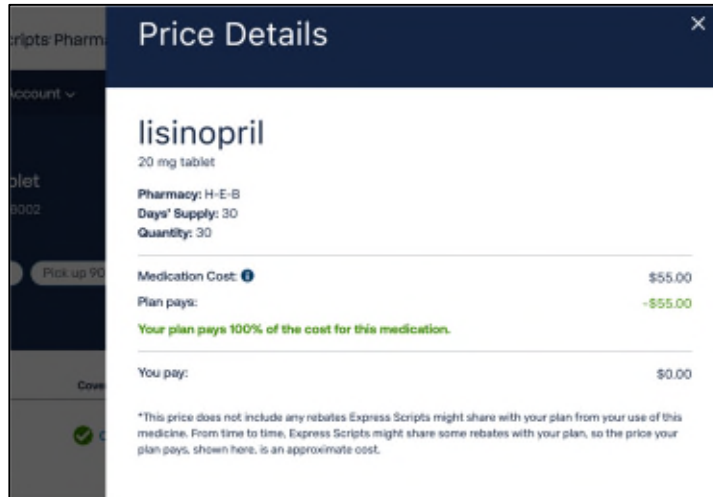 cripts Pharm
Price Details
Account
lisinopril
20 mg tablet
Pharmacy: H-E-B
Days' Supply: 30
Quantity: 30
Pick up 90
Medication Cost:
$55.00
Plan pays:
-$55.00
Your plan pays 100% of the cost for this medication.
You pay:
$0.00
*This price does not include any rebates Express Scripts might share with your plan from your use of this
medicine. From time to time, Express Scripts might share some rebates with your plan, so the price your
plan pays, shown here, is an approximate cost.